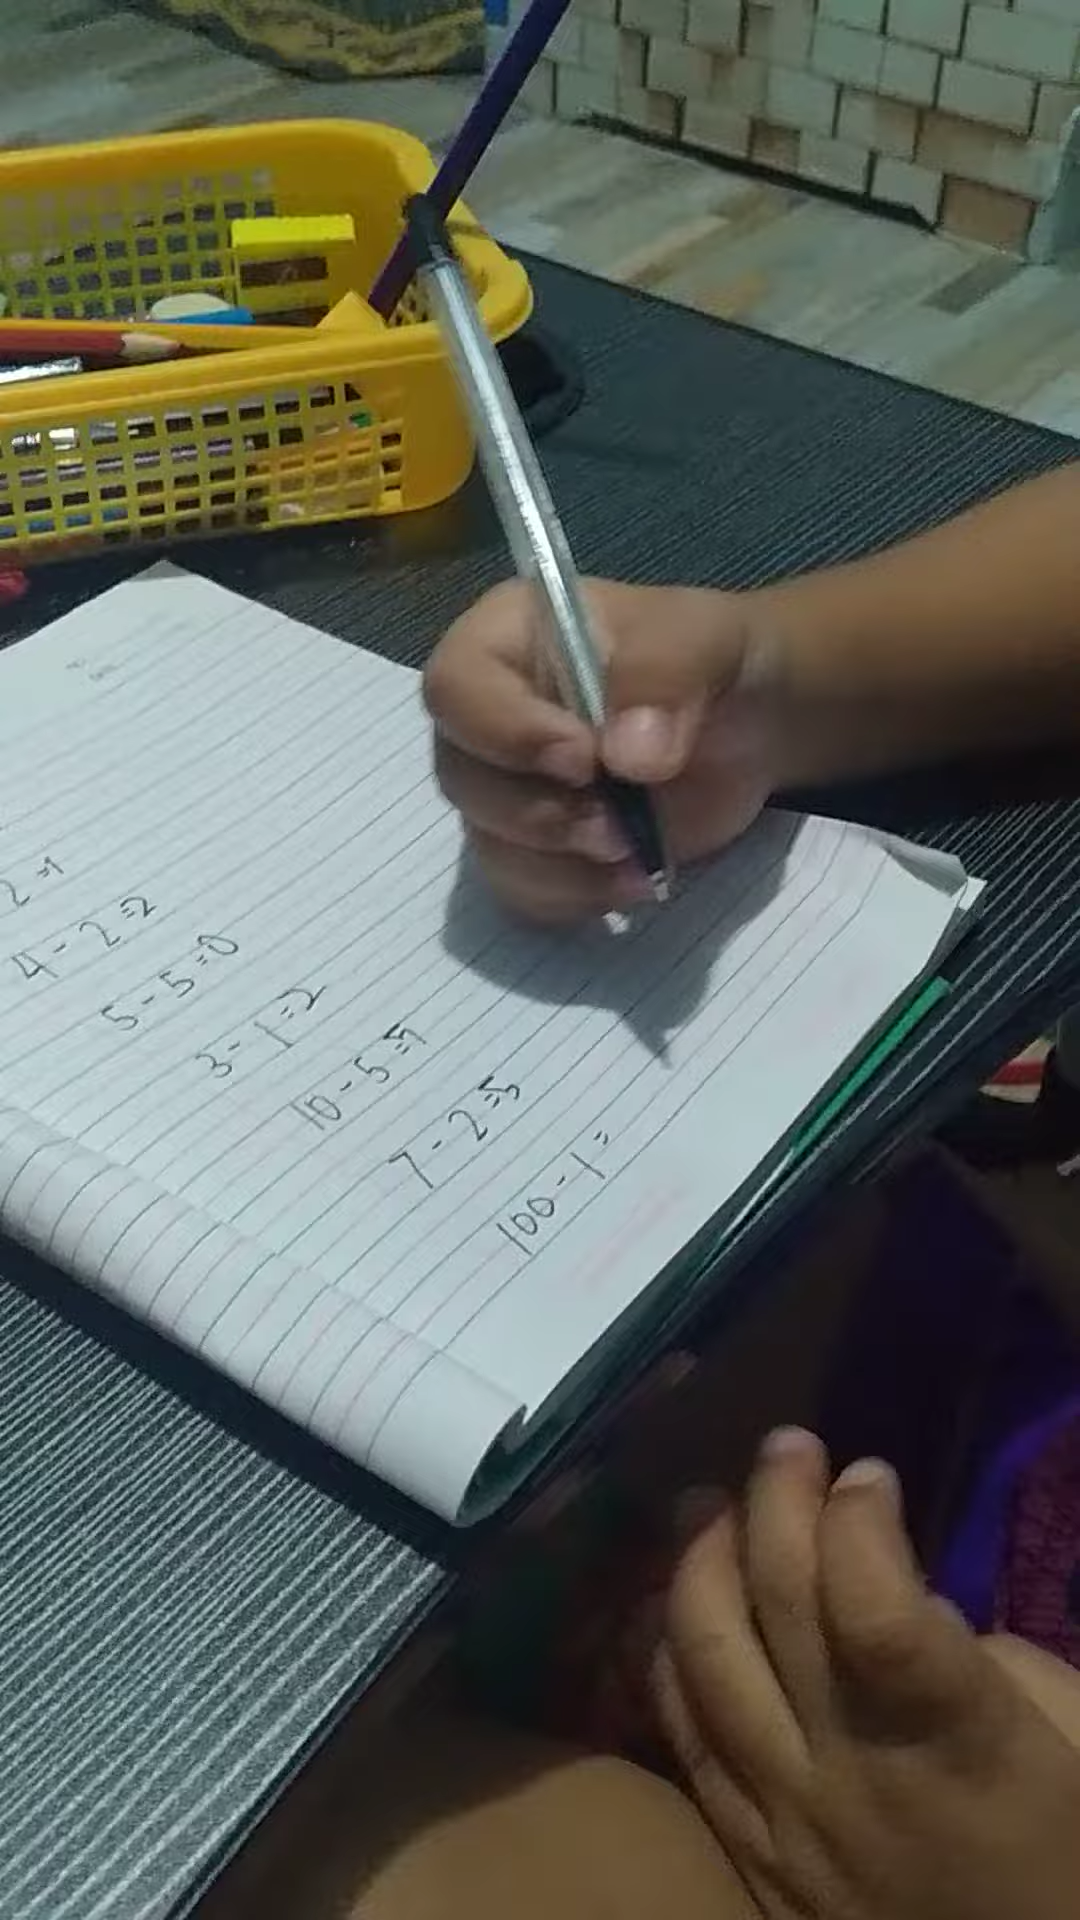 2 = 1
4 - 2 = 2
5 - 5 = 0
3 - 1 = 2
10 - 5 = 5
7 - 2 = 5
100 - 1 =